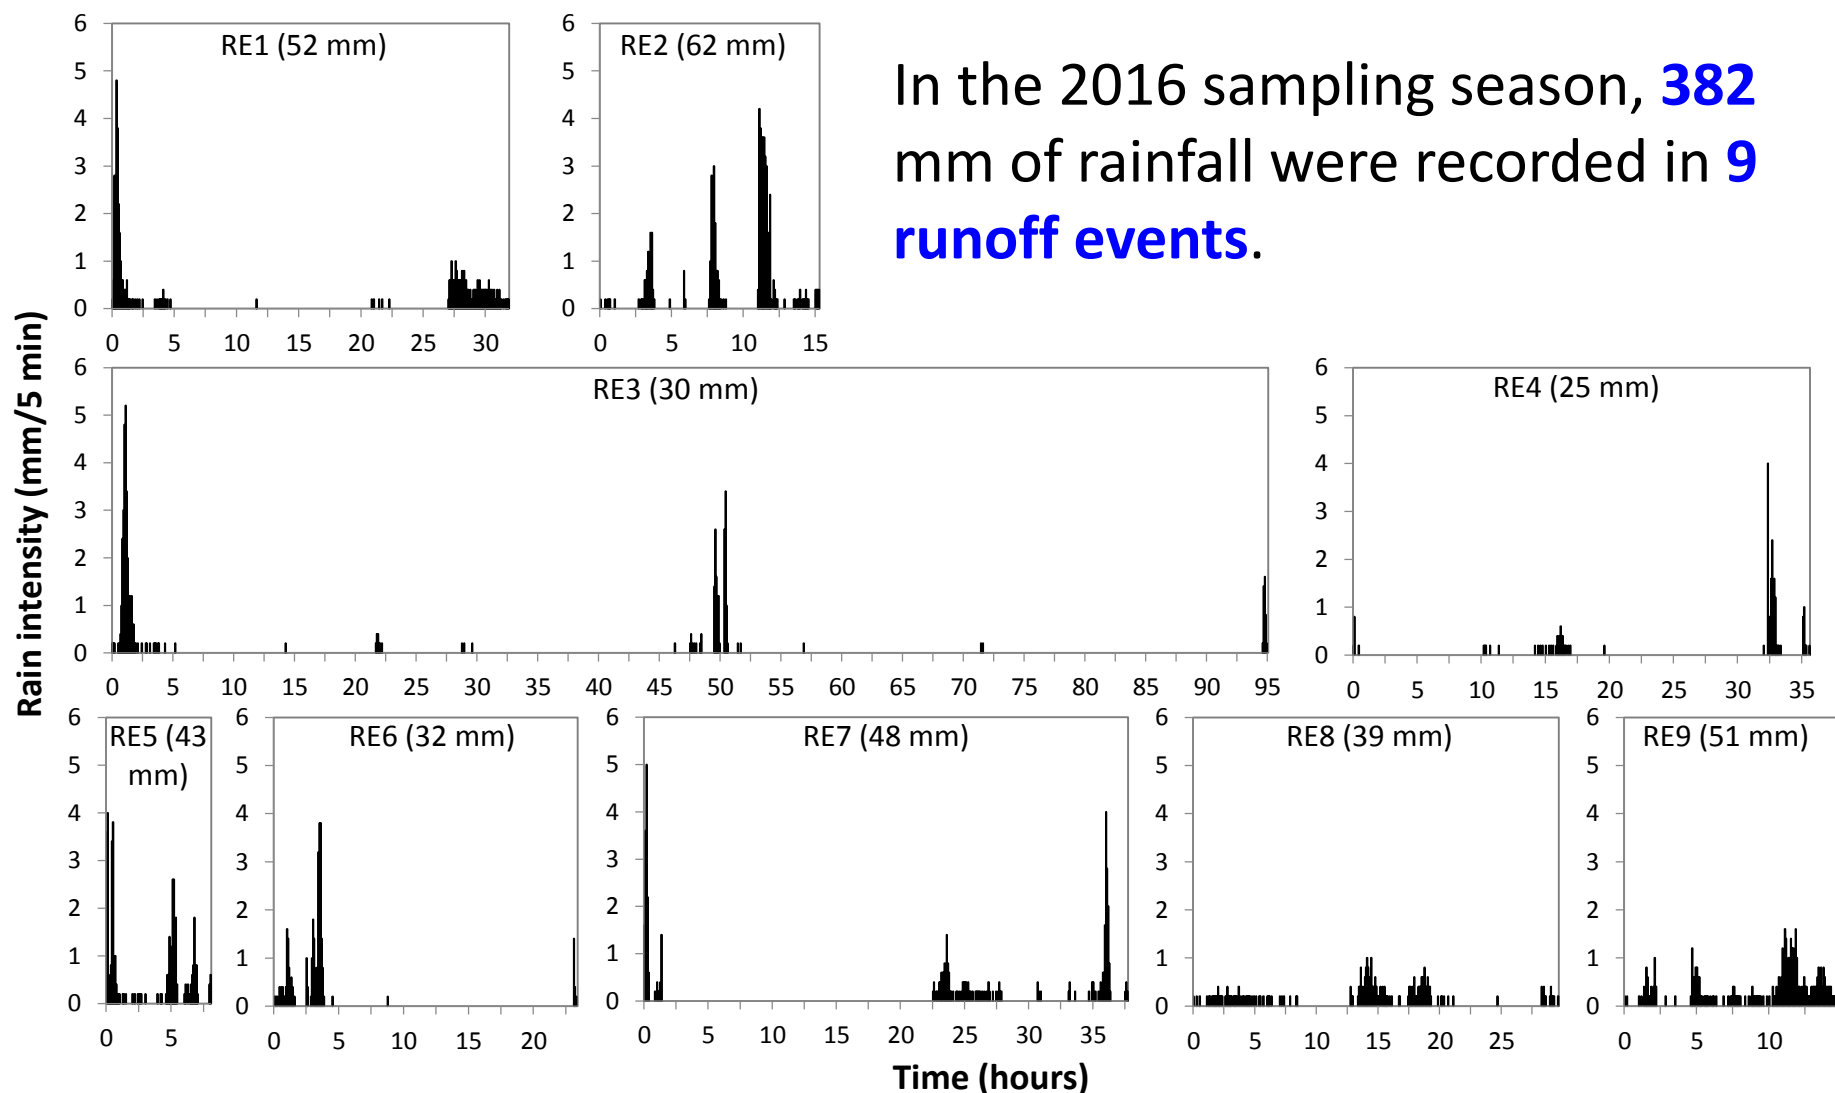 6 RE1 (52 mm)
5
4
3
2
1
0
0 5 10 15 20 25 30
6 RE2 (62 mm)
5
4
3
2
1
0
0 5 10 15
In the 2016 sampling season, 382
mm of rainfall were recorded in 9
runoff events.
Rain intensity (mm/5 min)
6 RE3 (30 mm)
5
4
3
2
1
0
0 5 10 15 20 25 30 35 40 45 50 55 60 65 70 75 80 85 90 95
6 RE4 (25 mm)
5
4
3
2
1
0
0 5 10 15 20 25 30 35
6 RE5 (43
mm)
5
4
3
2
1
0
0 5
6 RE6 (32 mm)
5
4
3
2
1
0
0 5 10 15 20
6 RE7 (48 mm)
5
4
3
2
1
0
0 5 10 15 20 25 30 35
6 RE8 (39 mm)
5
4
3
2
1
0
0 5 10 15 20 25
6 RE9 (51 mm)
5
4
3
2
1
0
0 5 10
Time (hours)